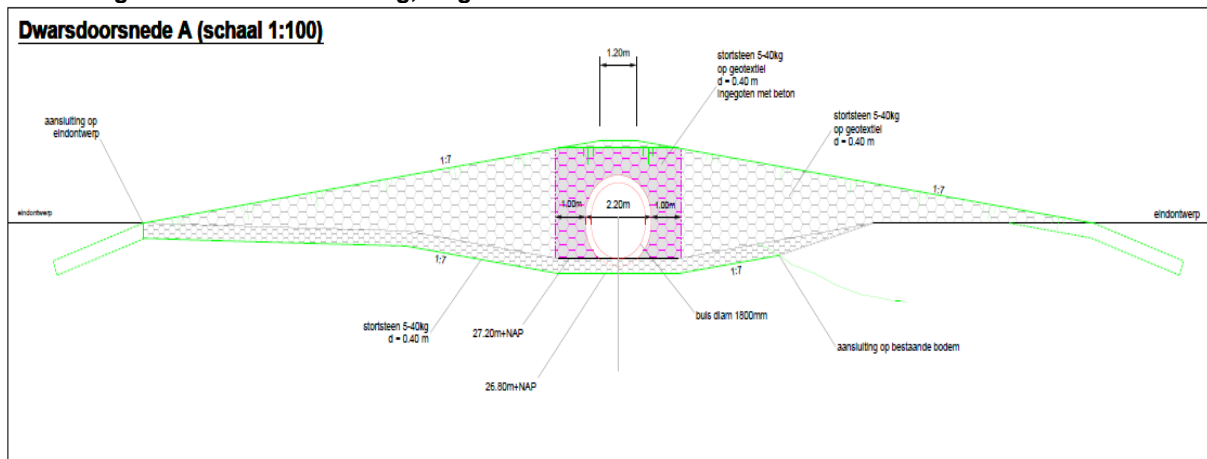 Dwarsdoorsnede A (schaal 1:100)
1.20m
stortsteen 5-40kg
op geotextiel
d = 0.40 m
Ingegoten met beton
aansluiting op
eindontwerp
stortsteen 5-40kg
op geotextiel
d = 0.40 m
1:7
1:7
1.00m
2.20m
1.00m
eindontwerp
eindontwerp
1:7
1:7
stortsteen 5-40kg
d = 0.40 m
27.20m+NAP
buis diam 1800mm
aansluiting op bestaande bodem
26.80m+NAP